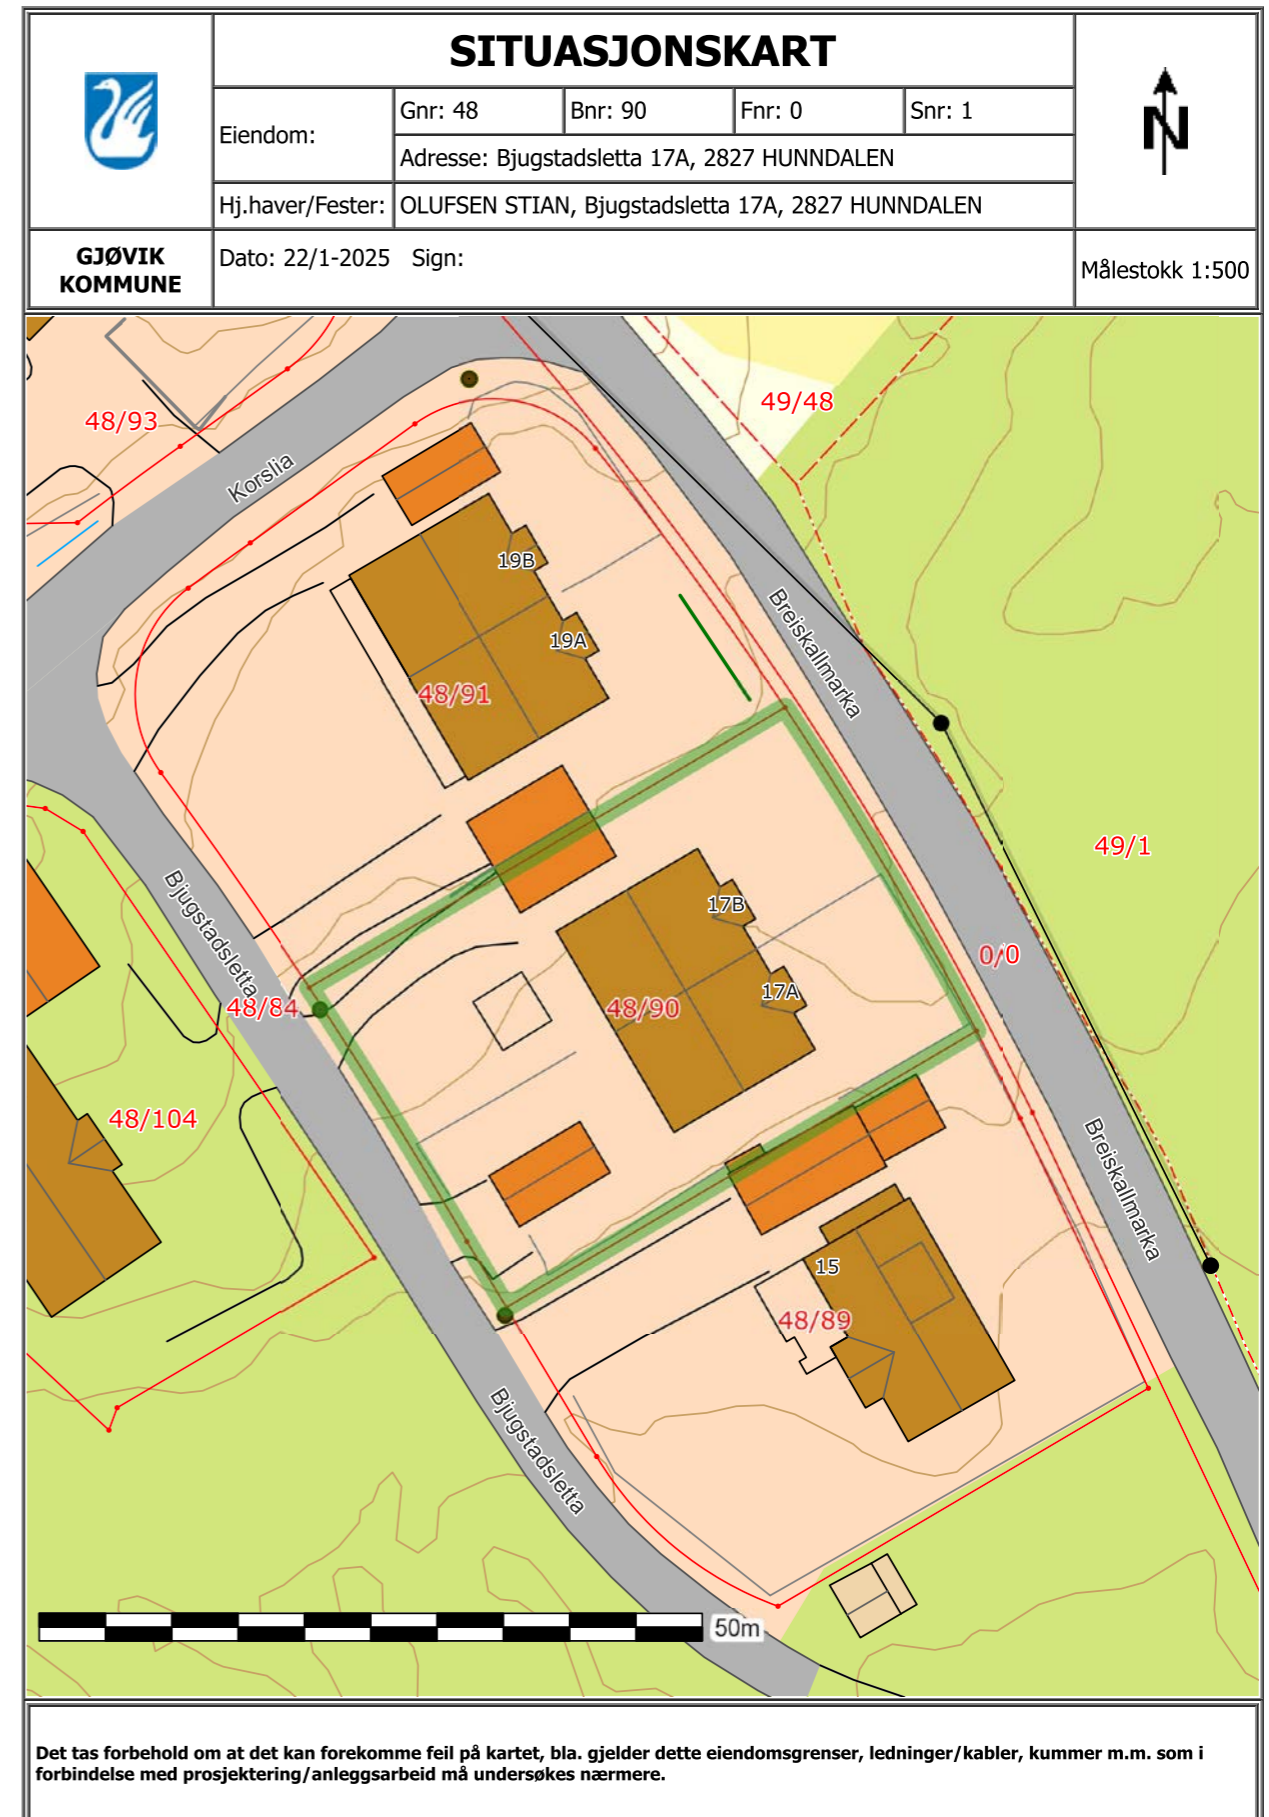 SITUASJONSKART
Eiendom:
Gnr: 48
Bnr: 90
Fnr: 0
Snr: 1
Adresse: Bjugstadsletta 17A, 2827 HUNNDALEN
Hj.haver/Fester:
OLUFSEN STIAN, Bjugstadsletta 17A, 2827 HUNNDALEN
N
GJØVIK
KOMMUNE
Dato: 22/1-2025 Sign:
Målestokk 1:500
49/48
48/93
Korslia
19B
Breiskallmarka
19A
48/91
49/1
Bjugstadsletta
17B
0/0
17A
48/84
48/90
48/104
Breiskallmarka
15
48/89
Bjugstadsletta
50m
Det tas forbehold om at det kan forekomme feil på kartet, bla. gjelder dette eiendomsgrenser, ledninger/kabler, kummer m.m. som i
forbindelse med prosjektering/anleggsarbeid må undersøkes nærmere.